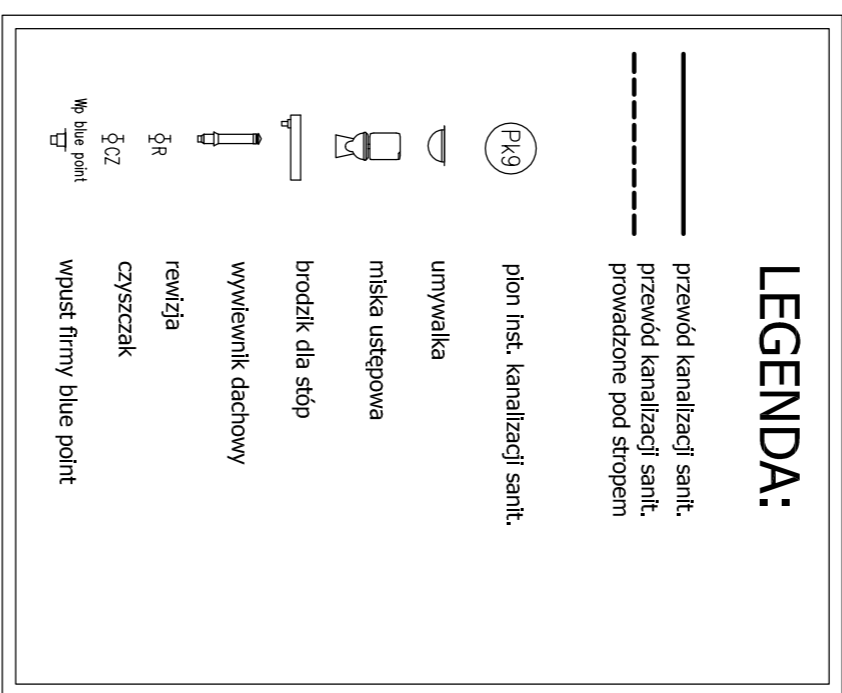 LEGENDA:
przewód kanalizacji sanit.
przewód kanalizacji sanit.
prowadzone pod stropem
Pk9 pion inst. kanalizacji sanit.
umywalka
miska ustępowa
brodzik dla stóp
wywiewnik dachowy
R rewizja
CZ czyszczak
Wp blue point
wpust firmy blue point